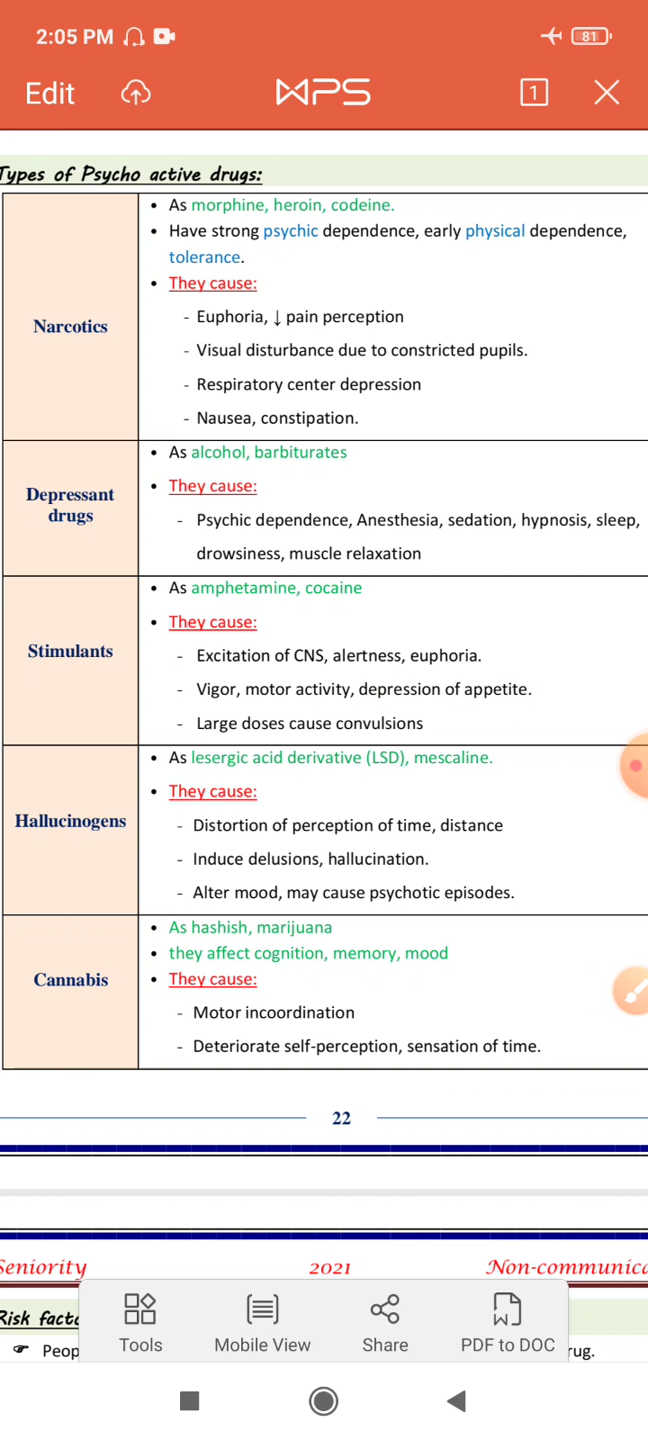 2:05 PM
81
Edit
WPS
1
Types of Psycho active drugs:
Narcotics
• As morphine, heroin, codeine.
• Have strong psychic dependence, early physical dependence,
tolerance.
• They cause:
- Euphoria, ↓ pain perception
- Visual disturbance due to constricted pupils.
- Respiratory center depression
- Nausea, constipation.
Depressant
drugs
• As alcohol, barbiturates
• They cause:
- Psychic dependence, Anesthesia, sedation, hypnosis, sleep,
drowsiness, muscle relaxation
Stimulants
• As amphetamine, cocaine
• They cause:
- Excitation of CNS, alertness, euphoria.
- Vigor, motor activity, depression of appetite.
- Large doses cause convulsions
Hallucinogens
• As lesergic acid derivative (LSD), mescaline.
• They cause:
- Distortion of perception of time, distance
- Induce delusions, hallucination.
- Alter mood, may cause psychotic episodes.
Cannabis
• As hashish, marijuana
• they affect cognition, memory, mood
• They cause:
- Motor incoordination
- Deteriorate self-perception, sensation of time.
22
Seniority 2021 Non-communica
Risk facto
☞ Peop rug.
Tools Mobile View Share PDF to DOC